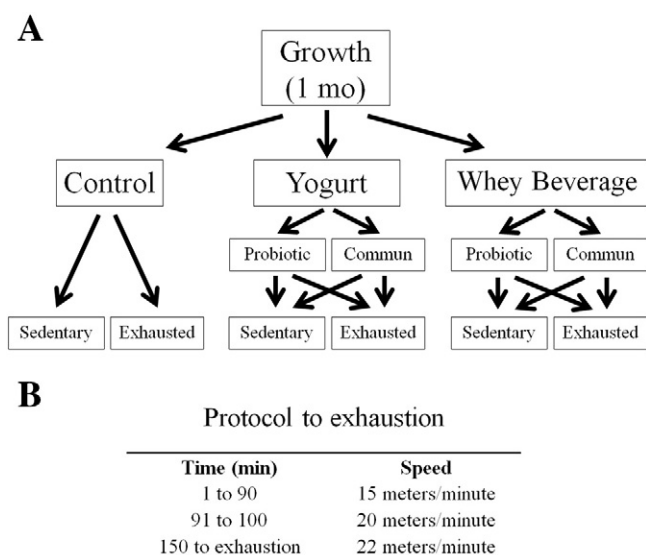 A
Growth
(1 mo)
Control
Yogurt
Whey Beverage
Probiotic
Commun
Probiotic
Commun
Sedentary
Exhausted
Sedentary
Exhausted
Sedentary
Exhausted
B
Protocol to exhaustion
Time (min) Speed
1 to 90 15 meters/minute
91 to 100 20 meters/minute
150 to exhaustion 22 meters/minute